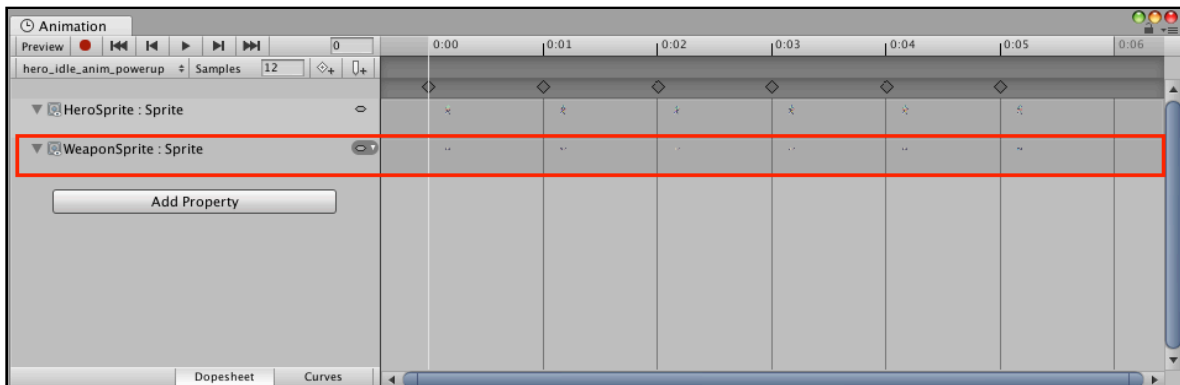 Animation
Preview 0 0:00 0:01 0:02 0:03 0:04 0:05 0:06
hero_idle_anim_powerup Samples 12
HeroSprite : Sprite
WeaponSprite : Sprite
Add Property
Dopesheet Curves